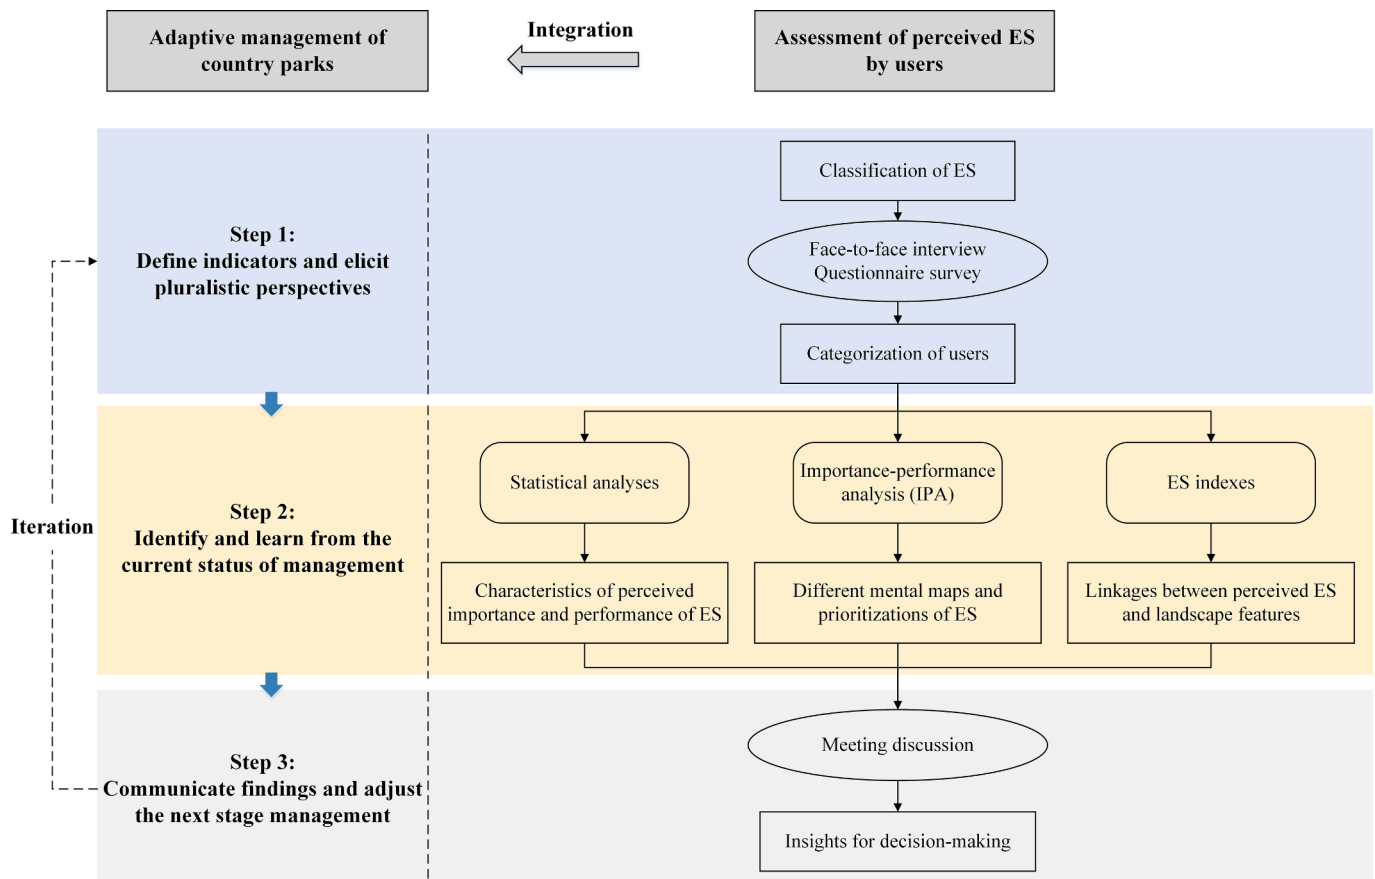 Adaptive management of
country parks
Integration
Assessment of perceived ES
by users
Step 1:
Define indicators and elicit
pluralistic perspectives
Classification of ES
Face-to-face interview
Questionnaire survey
Categorization of users
Iteration
Step 2:
Identify and learn from the
current status of management
Statistical analyses
Importance-performance
analysis (IPA)
ES indexes
Characteristics of perceived
importance and performance of ES
Different mental maps and
prioritizations of ES
Linkages between perceived ES
and landscape features
Step 3:
Communicate findings and adjust
the next stage management
Meeting discussion
Insights for decision-making